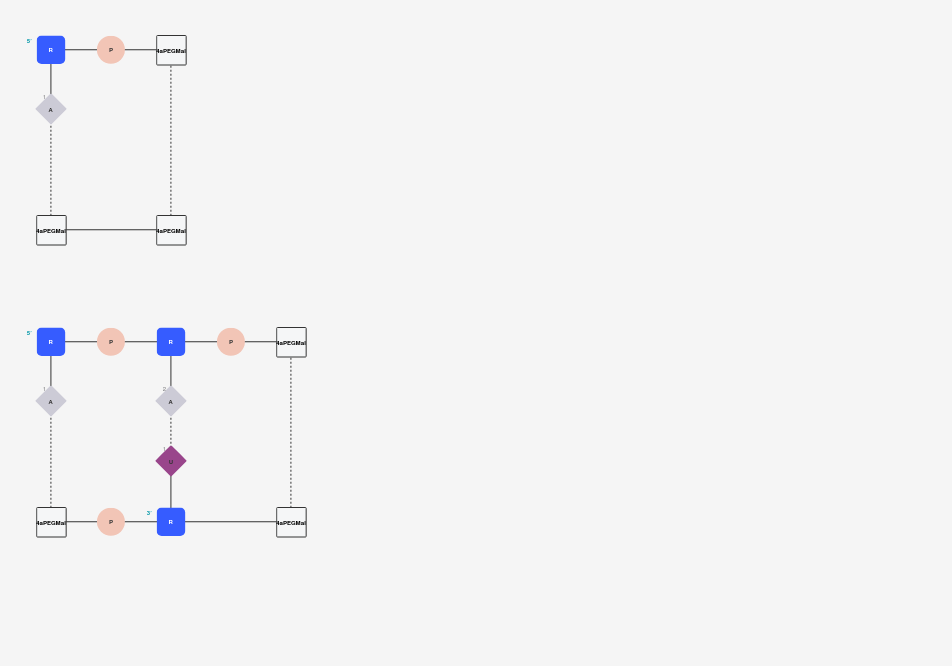 5' R P 4aPEGMal
1
A
4aPEGMal 4aPEGMal
5' R P R P 4aPEGMal
1 2
A A
1
U
4aPEGMal P 3' R 4aPEGMal